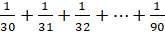 1/30 + 1/31 + 1/32 + ⋯ + 1/90